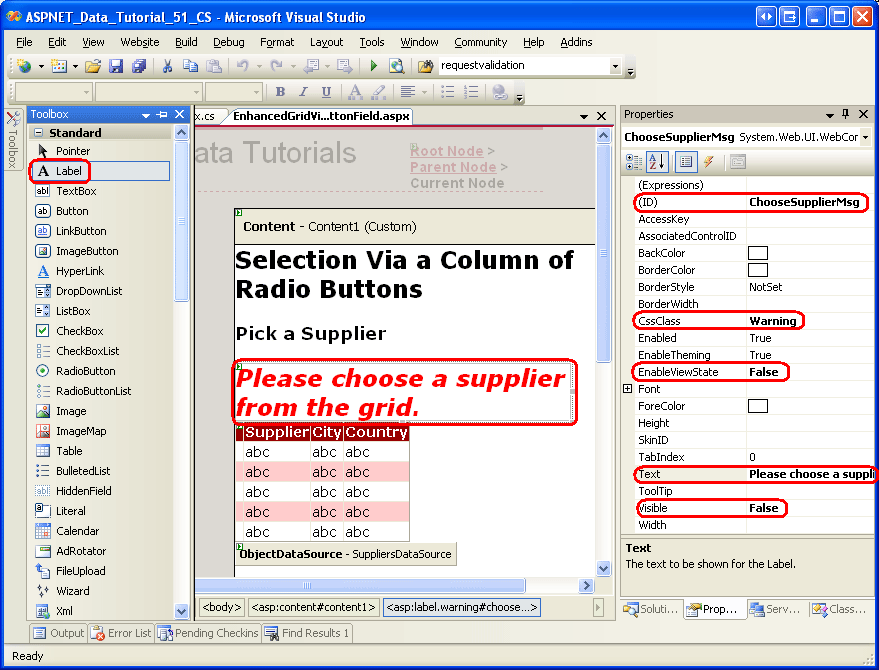 ASPNET_Data_Tutorial_51_CS - Microsoft Visual Studio
File Edit View Website Build Debug Format Layout Tools Window Community Help Addins
requestvalidation
B I U A
Toolbox
Toolbox
Standard
Pointer
A Label
abl TextBox
ab Button
ab LinkButton
ImageButton
A HyperLink
DropDownList
ListBox
CheckBox
CheckBoxList
RadioButton
RadioButtonList
Image
ImageMap
Table
BulletedList
abl HiddenField
Literal
Calendar
AdRotator
FileUpload
Wizard
Xml
x.cs EnhancedGridVi...ttonField.aspx
ata Tutorials
Root Node >
Parent Node >
Current Node
Content - Content1 (Custom)
Selection Via a Column of
Radio Buttons
Pick a Supplier
Please choose a supplier
from the grid.
Supplier City Country
abc abc abc
abc abc abc
abc abc abc
abc abc abc
abc abc abc
ObjectDataSource - SuppliersDataSource
<body> <asp:content#content1> <asp:label.warning#choose...>
Properties
ChooseSupplierMsg System.Web.UI.WebCor
(Expressions)
(ID) ChooseSupplierMsg
AccessKey
AssociatedControlID
BackColor
BorderColor
BorderStyle NotSet
BorderWidth
CssClass Warning
Enabled True
EnableTheming True
EnableViewState False
Font
ForeColor
Height
SkinID
TabIndex 0
Text Please choose a suppli
ToolTip
Visible False
Width
Text
The text to be shown for the Label.
Soluti... Prop... Serv... Class...
Output Error List Pending Checkins Find Results 1
Ready